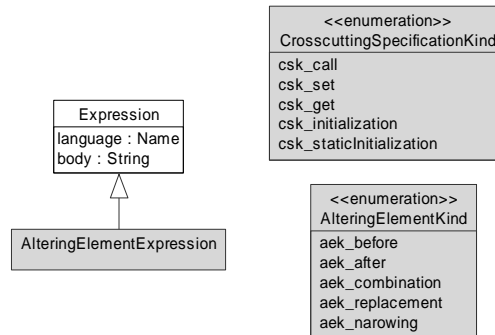 <<enumeration>>
CrosscuttingSpecificationKind
csk_call
csk_set
csk_get
csk_initialization
csk_staticInitialization
Expression
language : Name
body : String
AlteringElementExpression
<<enumeration>>
AlteringElementKind
aek_before
aek_after
aek_combination
aek_replacement
aek_narowing